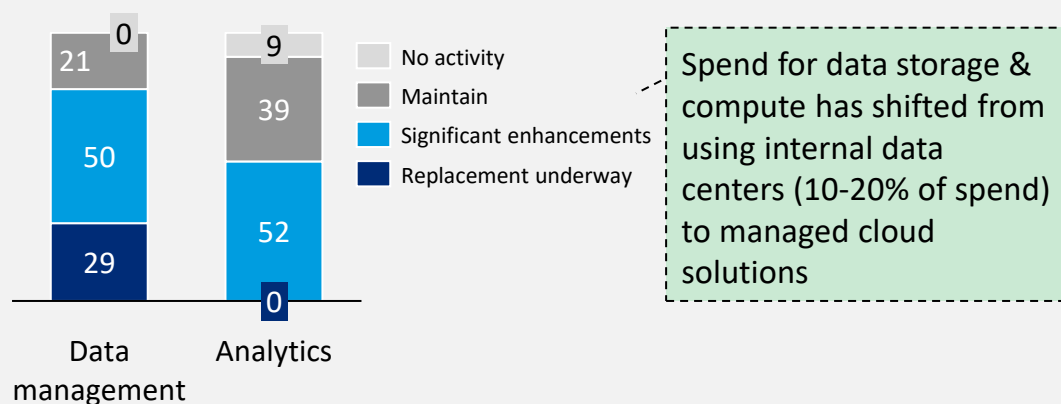 0
21
50
29
Data
management
9
39
52
0
Analytics
No activity
Maintain
Significant enhancements
Replacement underway
Spend for data storage &
compute has shifted from
using internal data
centers (10-20% of spend)
to managed cloud
solutions